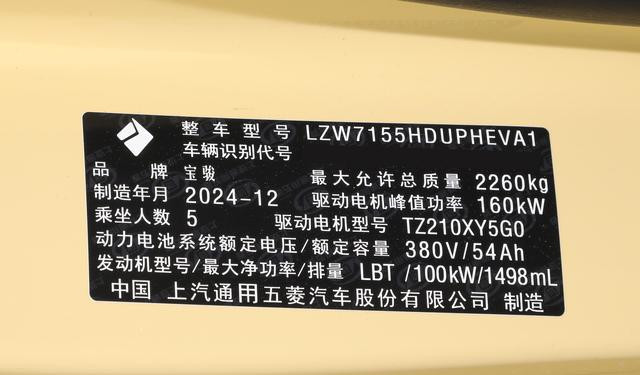 整车型号 LZW7155HDUPHEVA1
车辆识别代号
品牌 宝骏 最大允许总质量 2260kg
制造年月 2024-12 驱动电机峰值功率 160kW
乘坐人数 5 驱动电机型号 TZ210XY5G0
动力电池系统额定电压/额定容量 380V/54Ah
发动机型号/最大净功率/排量 LBT/100kW/1498mL
中国 上汽通用五菱汽车股份有限公司 制造